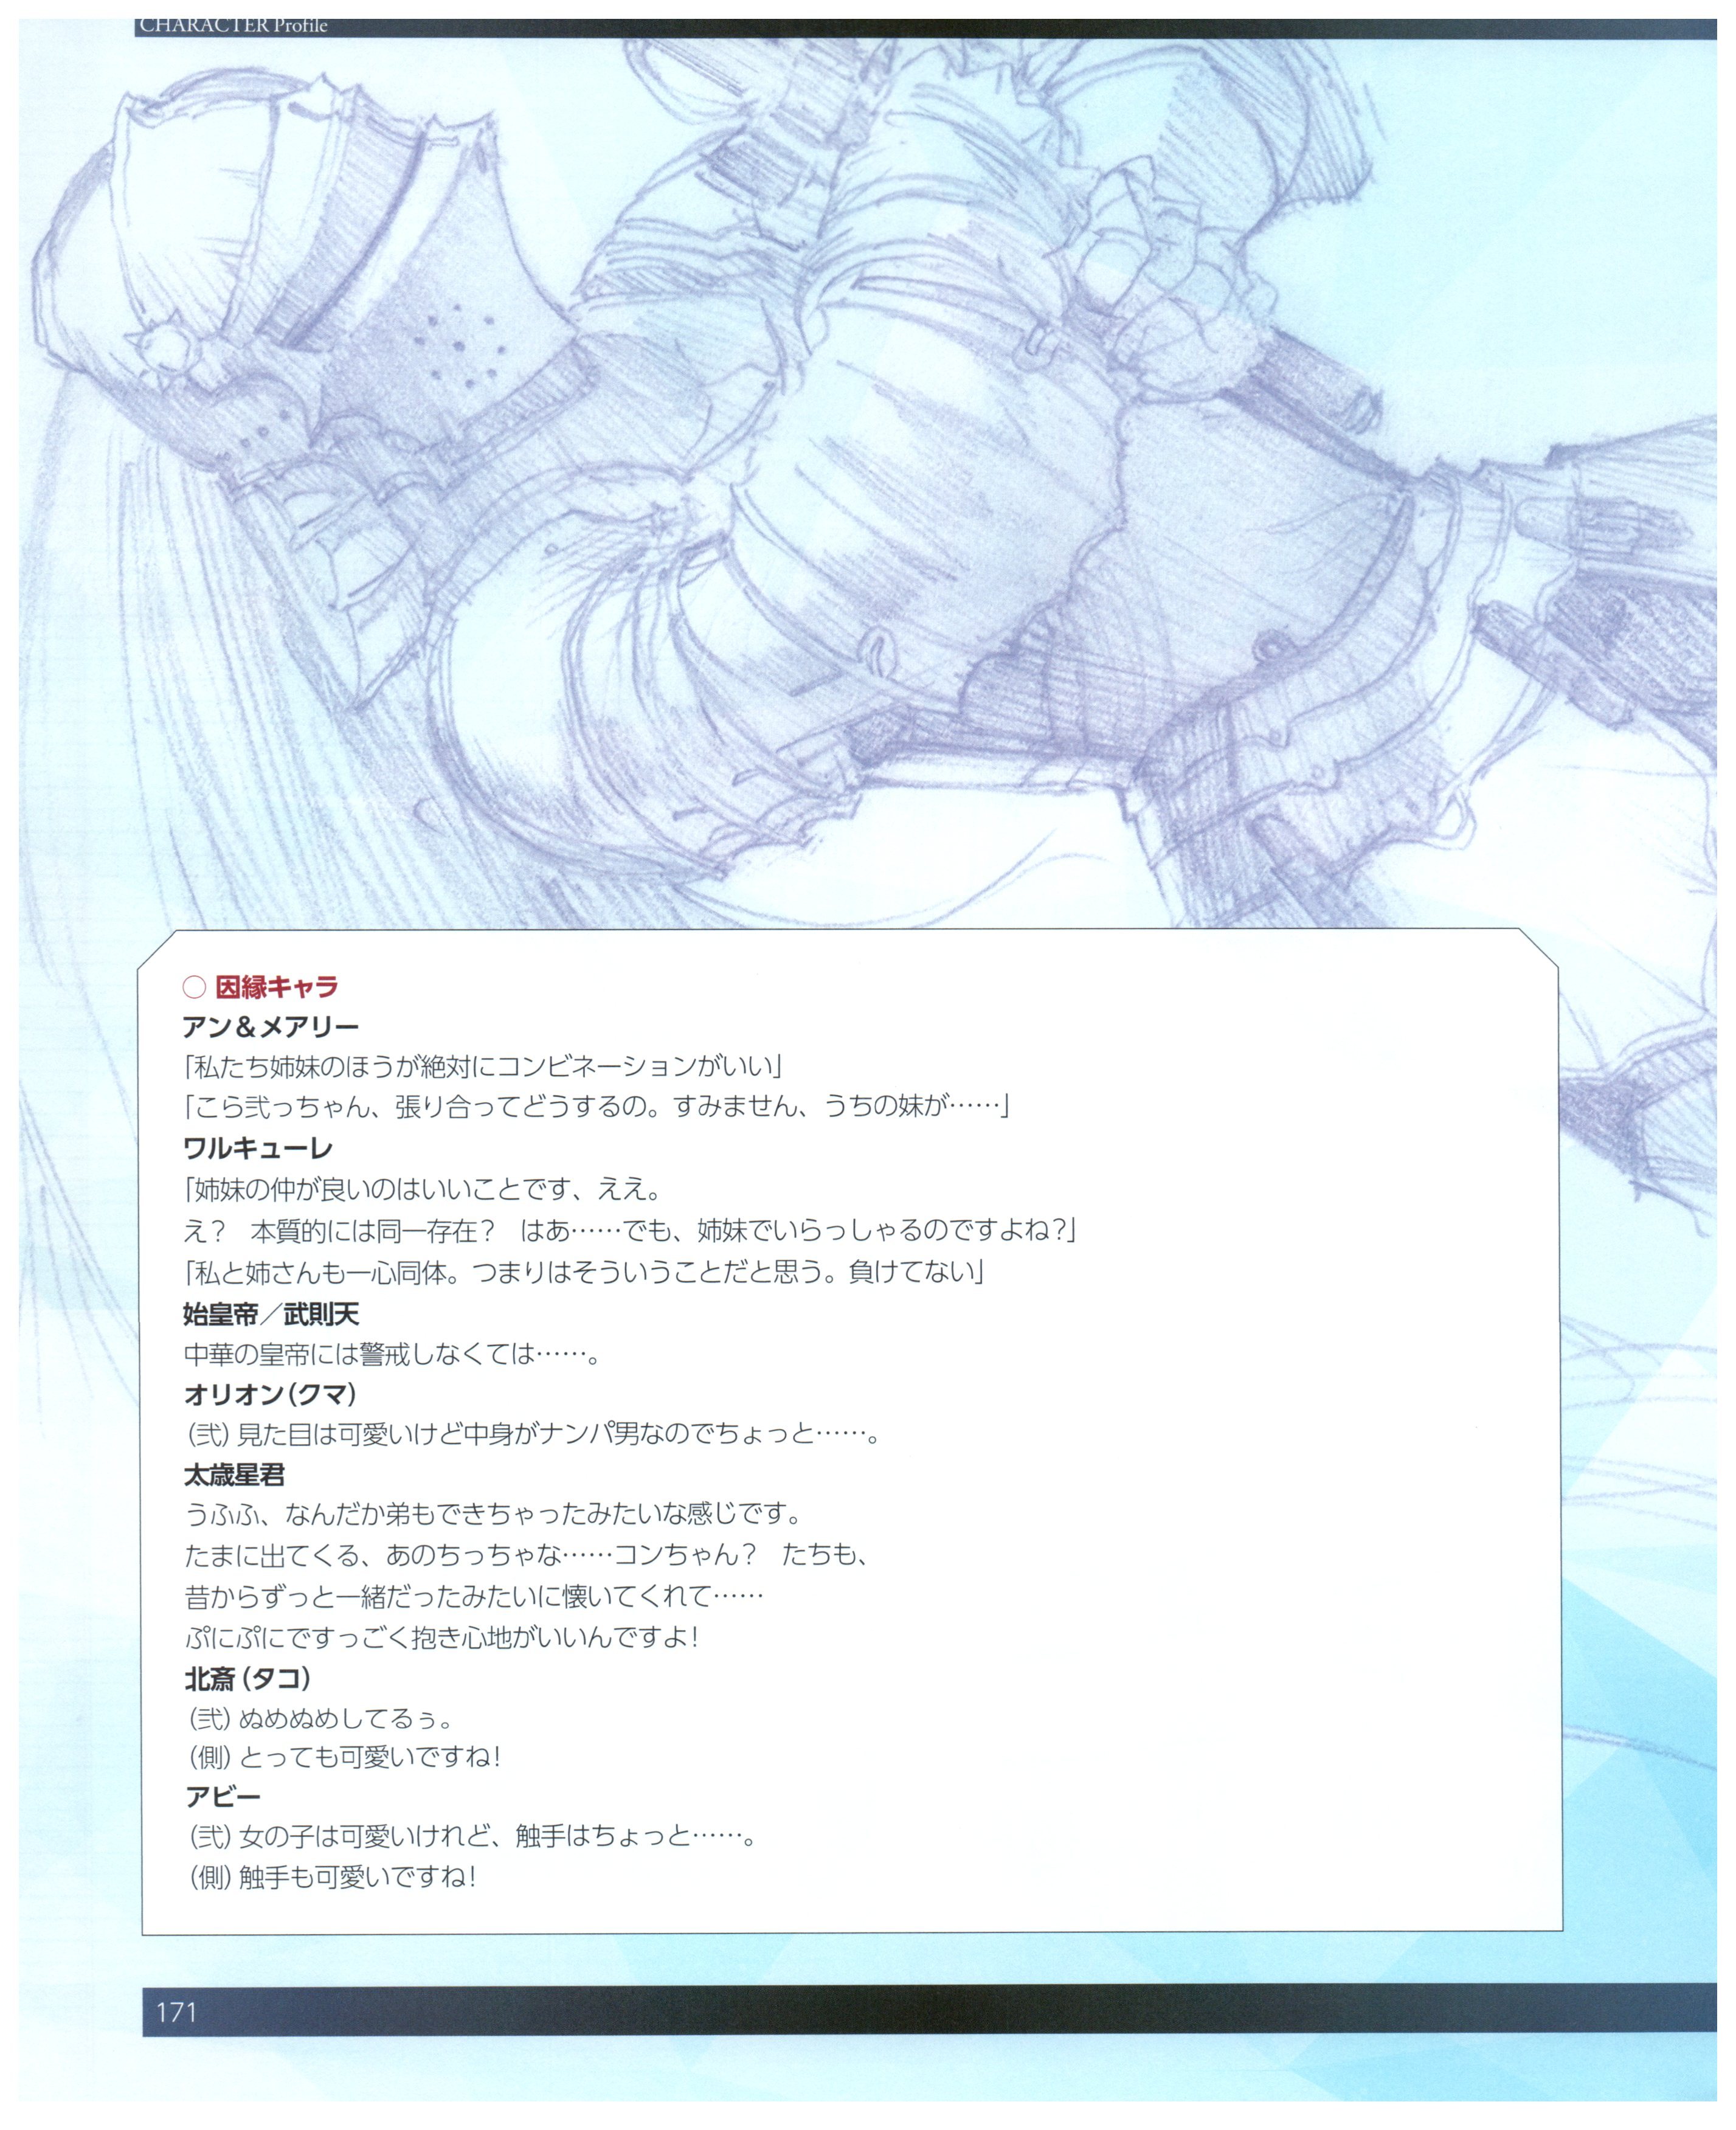 CHARACTER Profile
○ 因縁キャラ
アン&メアリー
「私たち姉妹のほうが絶対にコンビネーションがいい」
「こら弐っちゃん、張り合ってどうするの。すみません、うちの妹が……」
ワルキューレ
「姉妹の仲が良いのはいいことです、ええ。
え？　本質的には同一存在？　はあ……でも、姉妹でいらっしゃるのですよね？」
「私と姉さんも一心同体。つまりはそういうことだと思う。負けてない」
始皇帝／武則天
中華の皇帝には警戒しなくては……。
オリオン(クマ)
(弐) 見た目は可愛いけど中身がナンパ男なのでちょっと……。
太歳星君
うふふ、なんだか弟もできちゃったみたいな感じです。
たまに出てくる、あのちっちゃな……コンちゃん？　たちも、
昔からずっと一緒だったみたいに懐いてくれて……
ぷにぷにですっごく抱き心地がいいんですよ！
北斎(タコ)
(弐) ぬめぬめしてるぅ。
(側) とっても可愛いですね！
アビー
(弐) 女の子は可愛いけれど、触手はちょっと……。
(側) 触手も可愛いですね！
171